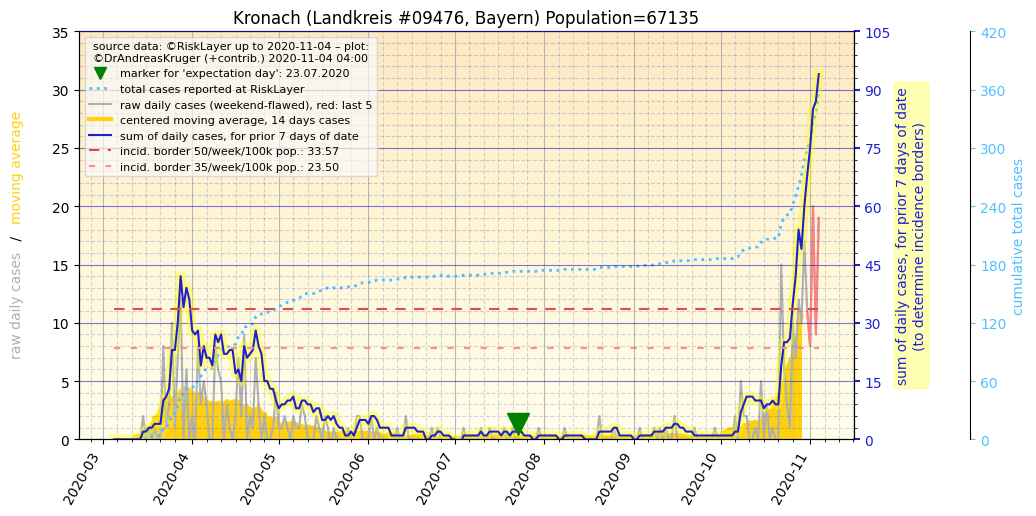 Kronach (Landkreis #09476, Bayern) Population=67135
source data: ©RiskLayer up to 2020-11-04 – plot:
©DrAndreasKruger (+contrib.) 2020-11-04 04:00
marker for 'expectation day': 23.07.2020
total cases reported at RiskLayer
raw daily cases (weekend-flawed), red: last 5
centered moving average, 14 days cases
sum of daily cases, for prior 7 days of date
incid. border 50/week/100k pop.: 33.57
incid. border 35/week/100k pop.: 23.50
raw daily cases / moving average
35
30
25
20
15
10
5
0
105
90
75
60
45
30
15
0
sum of daily cases, for prior 7 days of date
(to determine incidence borders)
420
360
300
240
180
120
60
0
cumulative total cases
2020-03
2020-04
2020-05
2020-06
2020-07
2020-08
2020-09
2020-10
2020-11